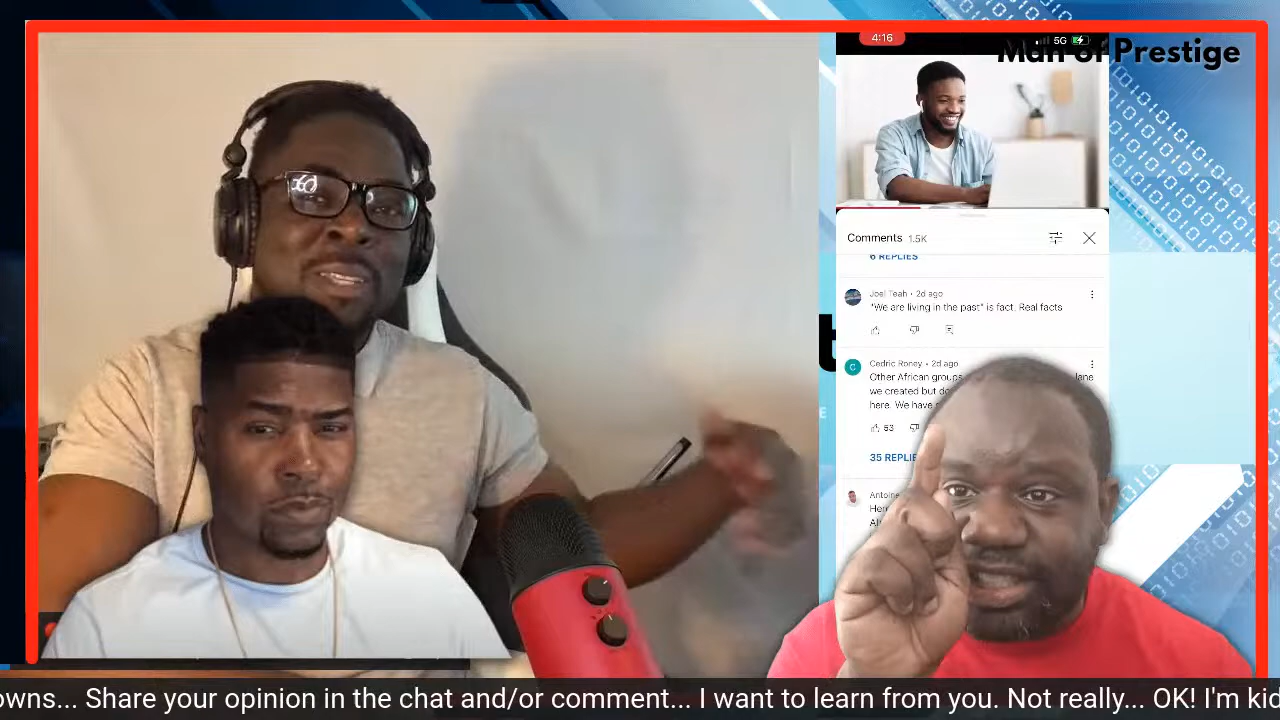 4:16
5G
Man of Prestige
Comments 1.5K
6 REPLIES
Joel Teah • 2d ago
"We are living in the past" is fact. Real facts
Cedric Roney • 2d ago
Other African groups lane
we created but
here. We have
53
35 REPLIE
Antoine
Her
owns... Share your opinion in the chat and/or comment... I want to learn from you. Not really... OK! I'm kid